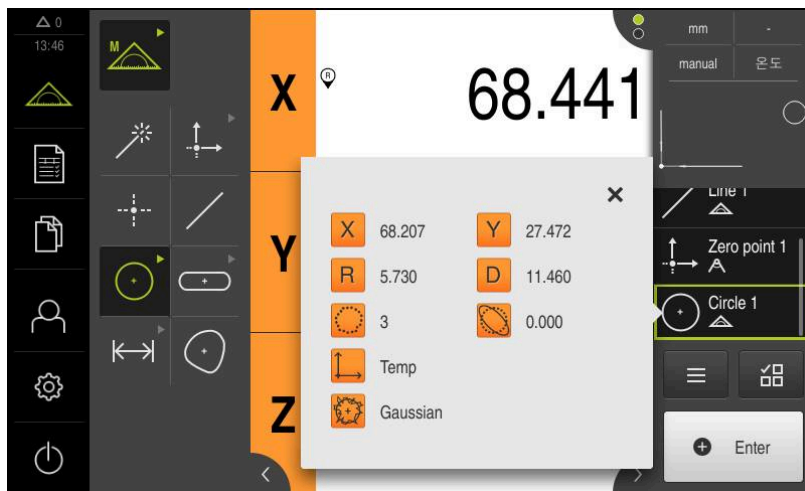 0
13:46
M
X
R
68.441
Y
Z
mm
-
manual
온도
X 68.207
Y 27.472
R 5.730
D 11.460
3
0.000
Temp
Gaussian
Line 1
Zero point 1
Circle 1
Enter